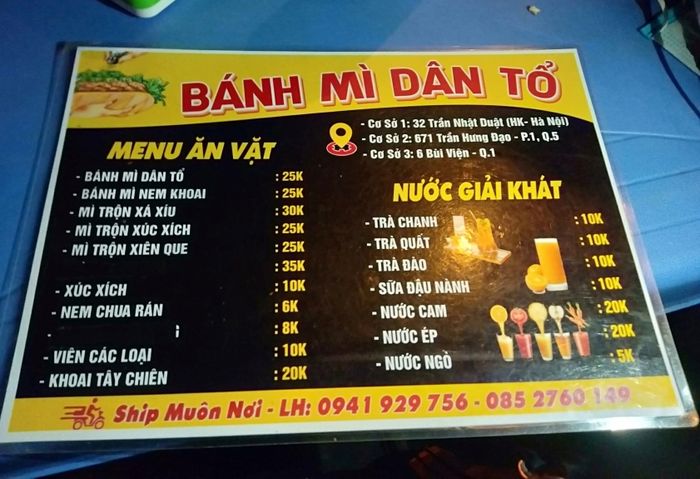 BÁNH MÌ DÂN TỔ
- Cơ Sở 1: 32 Trần Nhật Duật (HK- Hà Nội)
- Cơ Sở 2: 671 Trần Hưng Đạo - P.1, Q.5
- Cơ Sở 3: 6 Bùi Viện - Q.1
MENU ĂN VẶT
- BÁNH MÌ DÂN TỔ : 25K
- BÁNH MÌ NEM KHOAI : 25K
- MÌ TRỘN XÁ XÍU : 30K
- MÌ TRỘN XÚC XÍCH : 25K
- MÌ TRỘN XIÊN QUE : 25K
: 35K
- XÚC XÍCH : 10K
- NEM CHUA RÁN : 6K
- : 8K
- VIÊN CÁC LOẠI : 10K
- KHOAI TÂY CHIÊN : 20K
NƯỚC GIẢI KHÁT
- TRÀ CHANH : 10K
- TRÀ QUẤT : 10K
- TRÀ ĐÀO : 10K
- SỮA ĐẬU NÀNH : 10K
- NƯỚC CAM : 20K
- NƯỚC ÉP : 20K
- NƯỚC NGỌ : 5K
Ship Muôn Nơi - LH: 0941 929 756 - 085 2760 149